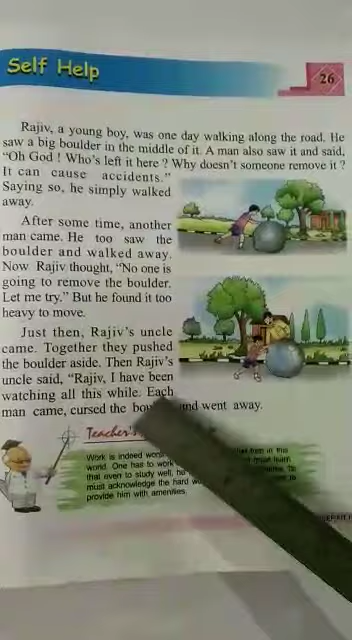 Self Help
26
Rajiv, a young boy, was one day walking along the road. He
saw a big boulder in the middle of it. A man also saw it and said,
"Oh God ! Who's left it here ? Why doesn't someone remove it ?
It can cause accidents."
Saying so, he simply walked
away.
After some time, another
man came. He too saw the
boulder and walked away.
Now Rajiv thought, "No one is
going to remove the boulder.
Let me try." But he found it too
heavy to move.
Just then, Rajiv's uncle
came. Together they pushed
the boulder aside. Then Rajiv's
uncle said, "Rajiv, I have been
watching all this while. Each
man came, cursed the and went away.
Teacher's
Work is indeed in this
world. One has to work must
that even to study well, he
must acknowledge the hard to
provide him with amenities.